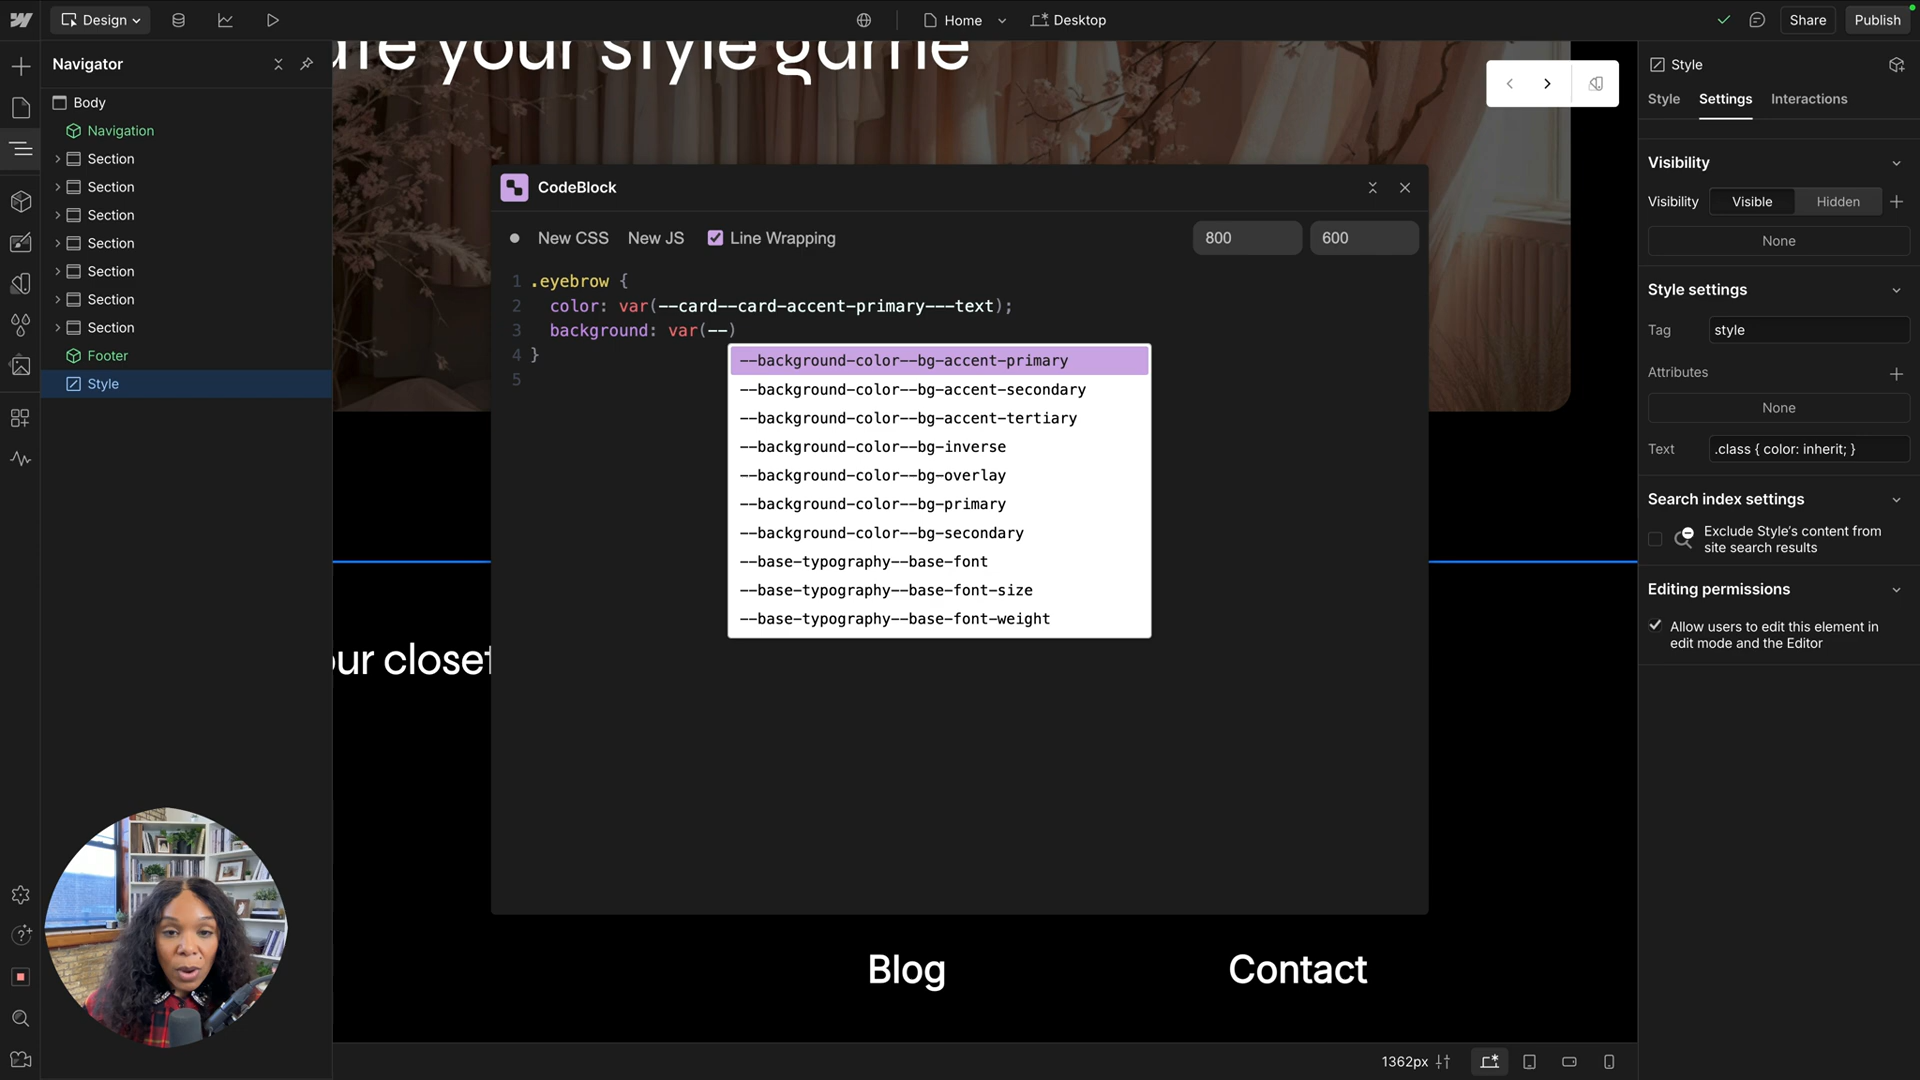 Design
Home
Desktop
Share
Publish
Navigator
Body
Navigation
Section
Section
Section
Section
Section
Section
Section
Footer
Style
your style game
CodeBlock
New CSS
New JS
Line Wrapping
800
600
1 .eyebrow {
2 color: var(--card--card-accent-primary---text);
3 background: var(--)
4 }
5
--background-color--bg-accent-primary
--background-color--bg-accent-secondary
--background-color--bg-accent-tertiary
--background-color--bg-inverse
--background-color--bg-overlay
--background-color--bg-primary
--background-color--bg-secondary
--base-typography--base-font
--base-typography--base-font-size
--base-typography--base-font-weight
our closet
Blog
Contact
1362px
Style
Style Settings Interactions
Visibility
Visibility Visible Hidden
None
Style settings
Tag style
Attributes
None
Text .class { color: inherit; }
Search index settings
Exclude Style's content from
site search results
Editing permissions
Allow users to edit this element in
edit mode and the Editor